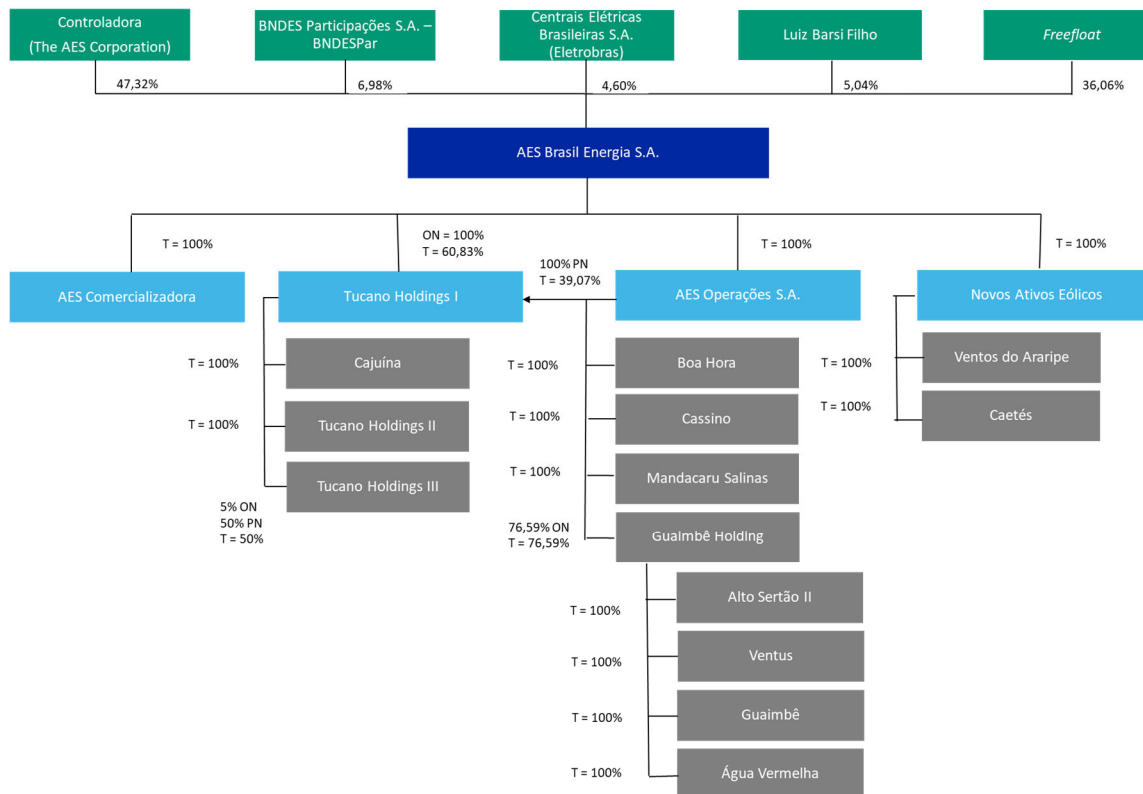 Controladora
(The AES Corporation)
BNDES Participações S.A. –
BNDESPar
Centrais Elétricas
Brasileiras S.A.
(Eletrobras)
Luiz Barsi Filho
Freefloat
47,32%
6,98%
4,60%
5,04%
36,06%
AES Brasil Energia S.A.
T = 100%
ON = 100%
T = 60,83%
T = 100%
T = 100%
100% PN
T = 39,07%
AES Comercializadora
Tucano Holdings I
AES Operações S.A.
Novos Ativos Eólicos
T = 100%
Cajuína
T = 100%
Tucano Holdings II
Tucano Holdings III
5% ON
50% PN
T = 50%
T = 100%
Boa Hora
T = 100%
Cassino
T = 100%
Mandacaru Salinas
76,59% ON
T = 76,59%
Guaimbê Holding
T = 100%
Alto Sertão II
T = 100%
Ventus
T = 100%
Guaimbê
T = 100%
Água Vermelha
T = 100%
Ventos do Araripe
T = 100%
Caetés